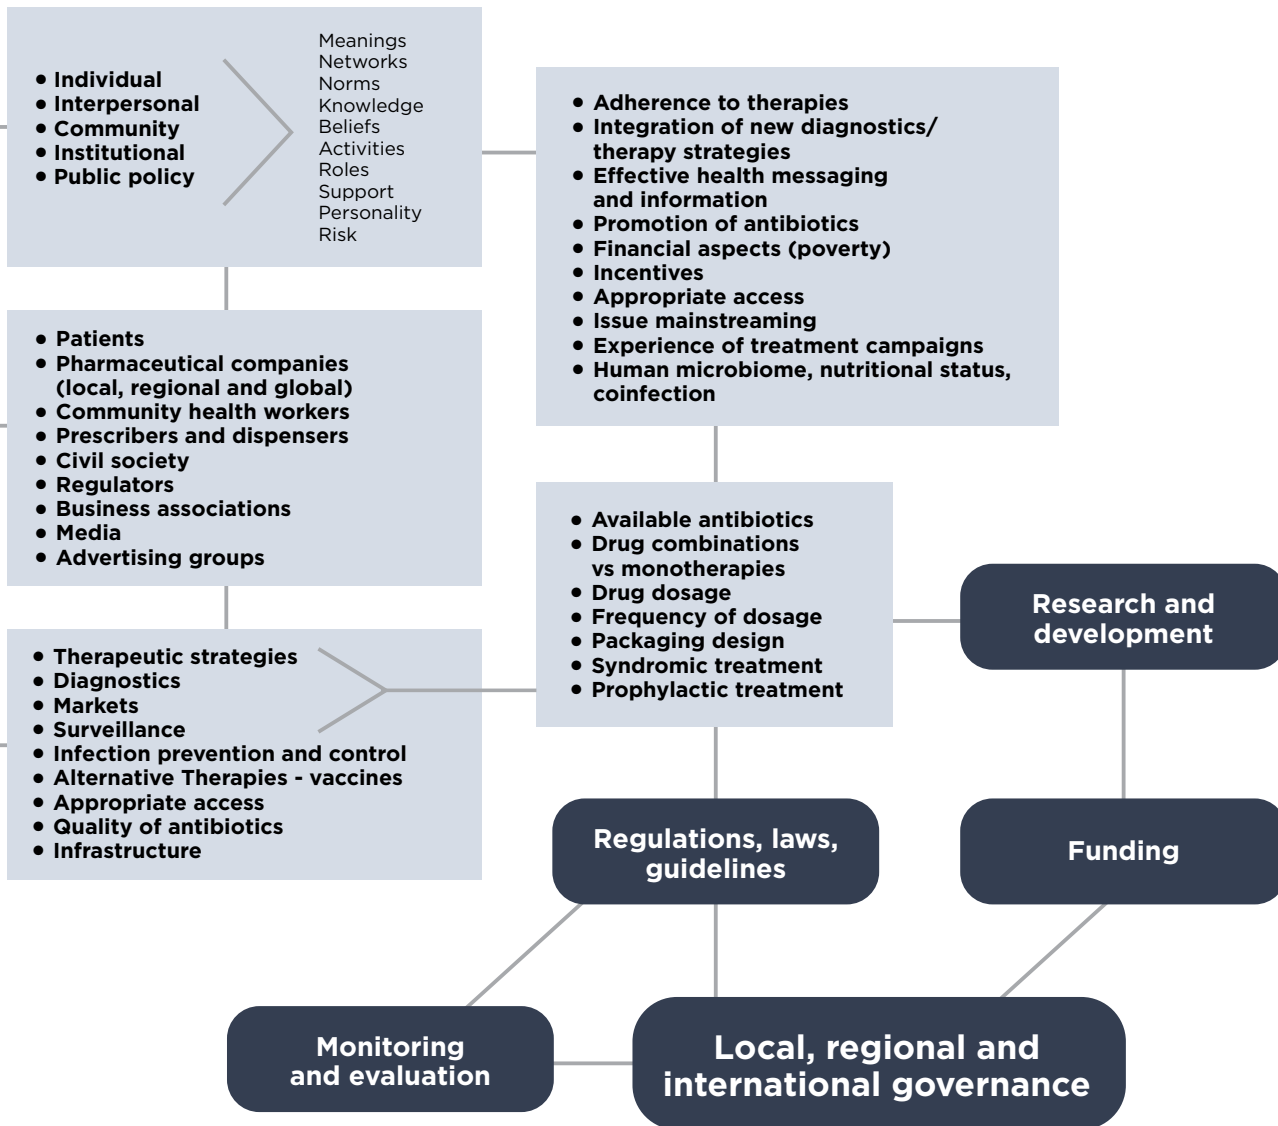 • Individual
• Interpersonal
• Community
• Institutional
• Public policy
Meanings
Networks
Norms
Knowledge
Beliefs
Activities
Roles
Support
Personality
Risk
• Adherence to therapies
• Integration of new diagnostics/
therapy strategies
• Effective health messaging
and information
• Promotion of antibiotics
• Financial aspects (poverty)
• Incentives
• Appropriate access
• Issue mainstreaming
• Experience of treatment campaigns
• Human microbiome, nutritional status,
coinfection
• Patients
• Pharmaceutical companies
(local, regional and global)
• Community health workers
• Prescribers and dispensers
• Civil society
• Regulators
• Business associations
• Media
• Advertising groups
• Available antibiotics
• Drug combinations
vs monotherapies
• Drug dosage
• Frequency of dosage
• Packaging design
• Syndromic treatment
• Prophylactic treatment
Research and
development
• Therapeutic strategies
• Diagnostics
• Markets
• Surveillance
• Infection prevention and control
• Alternative Therapies - vaccines
• Appropriate access
• Quality of antibiotics
• Infrastructure
Regulations, laws,
guidelines
Funding
Monitoring
and evaluation
Local, regional and
international governance